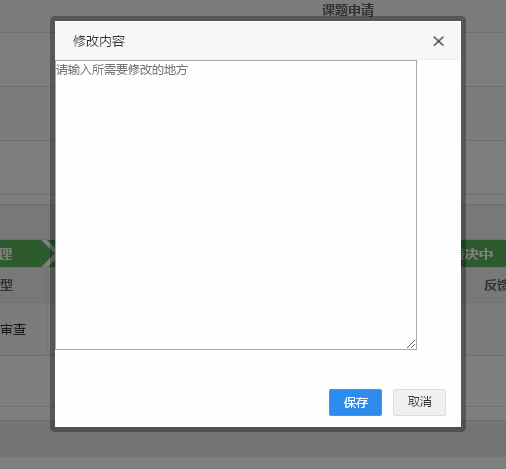 课题申请
修改内容
请输入所需要修改的地方
理
决中
型
反馈
审查
保存
取消